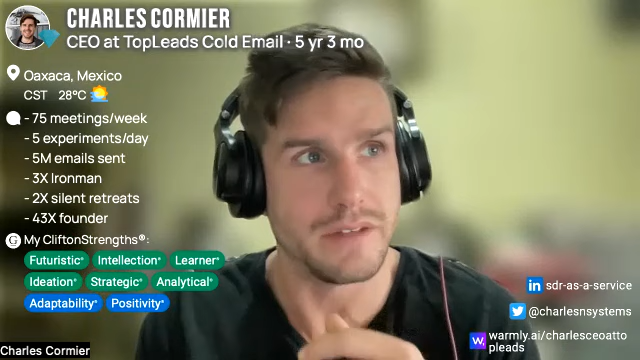 CHARLES CORMIER
CEO at TopLeads Cold Email · 5 yr 3 mo
Oaxaca, Mexico
CST 28°C
- 75 meetings/week
- 5 experiments/day
- 5M emails sent
- 3X Ironman
- 2X silent retreats
- 43X founder
G My CliftonStrengths®:
Futuristic® Intellection® Learner®
Ideation® Strategic® Analytical®
Adaptability® Positivity®
in sdr-as-a-service
@charlesnsystems
W warmly.ai/charlesceoatto
pleads
Charles Cormier